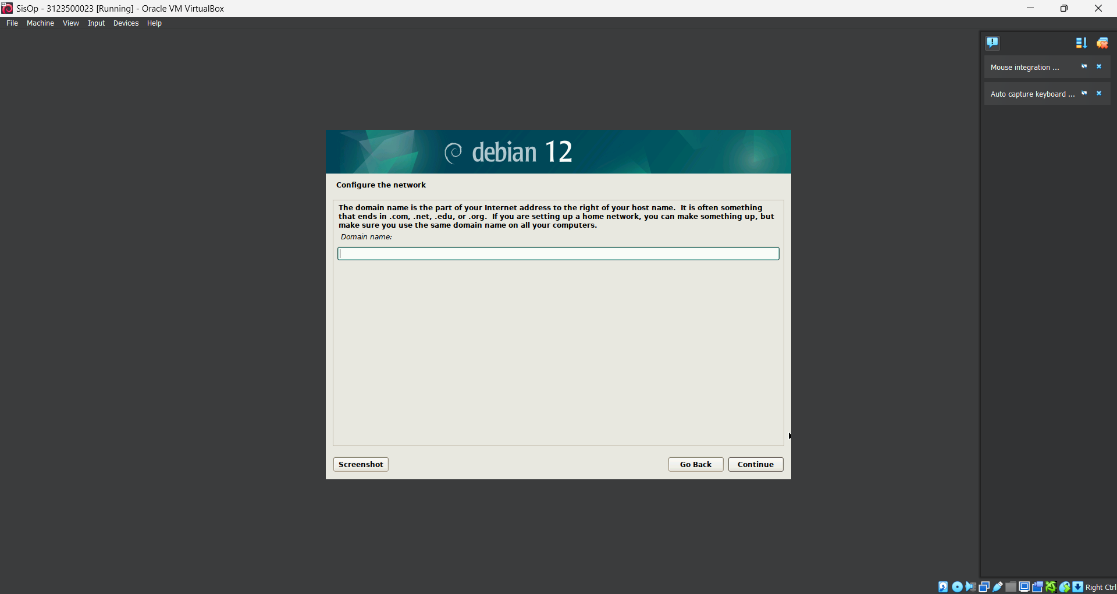 SisOp - 3123500023 [Running] - Oracle VM VirtualBox
File Machine View Input Devices Help
Mouse integration ...
Auto capture keyboard ...
debian 12
Configure the network
The domain name is the part of your Internet address to the right of your host name. It is often something
that ends in .com, .net, .edu, or .org. If you are setting up a home network, you can make something up, but
make sure you use the same domain name on all your computers.
Domain name:
Screenshot
Go Back
Continue
Right Ctrl